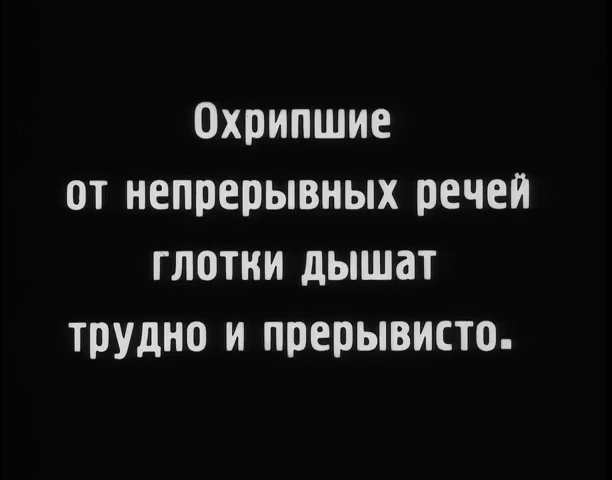 Охрипшие
от непрерывных речей
глотки дышат
трудно и прерывисто.